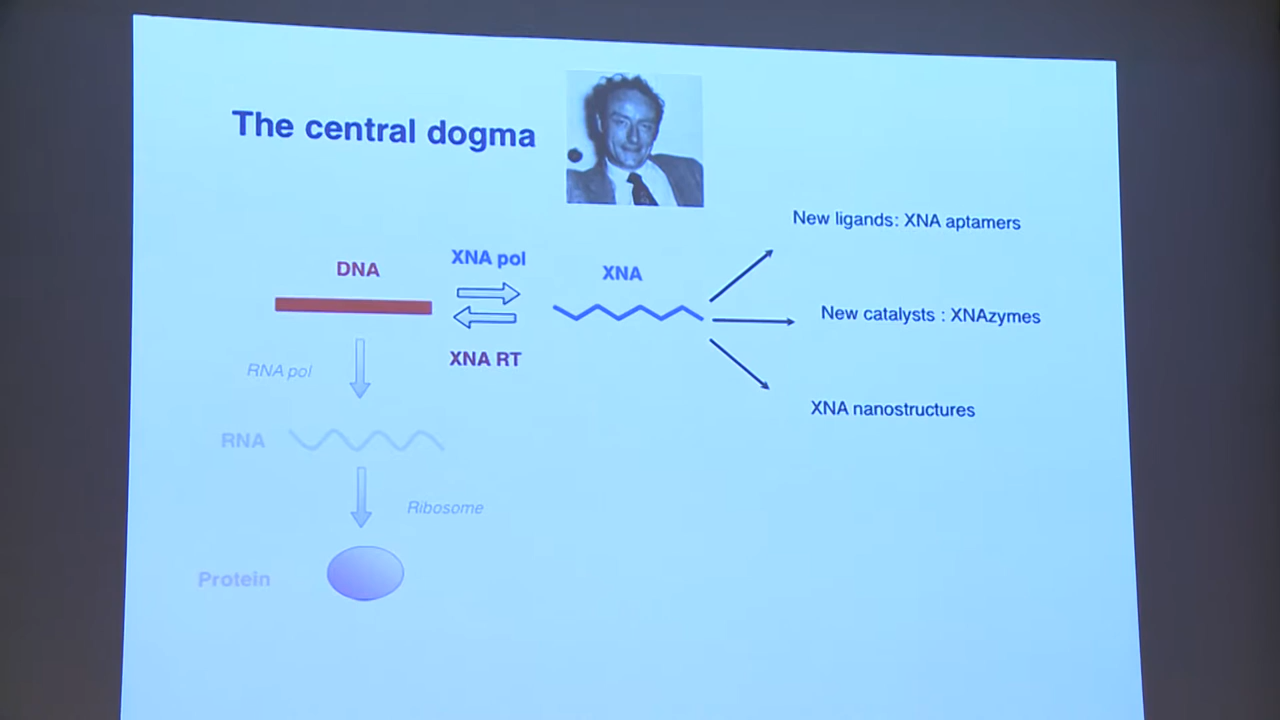 The central dogma
New ligands: XNA aptamers
DNA
XNA pol
XNA
New catalysts : XNAzymes
XNA RT
RNA pol
XNA nanostructures
RNA
Ribosome
Protein